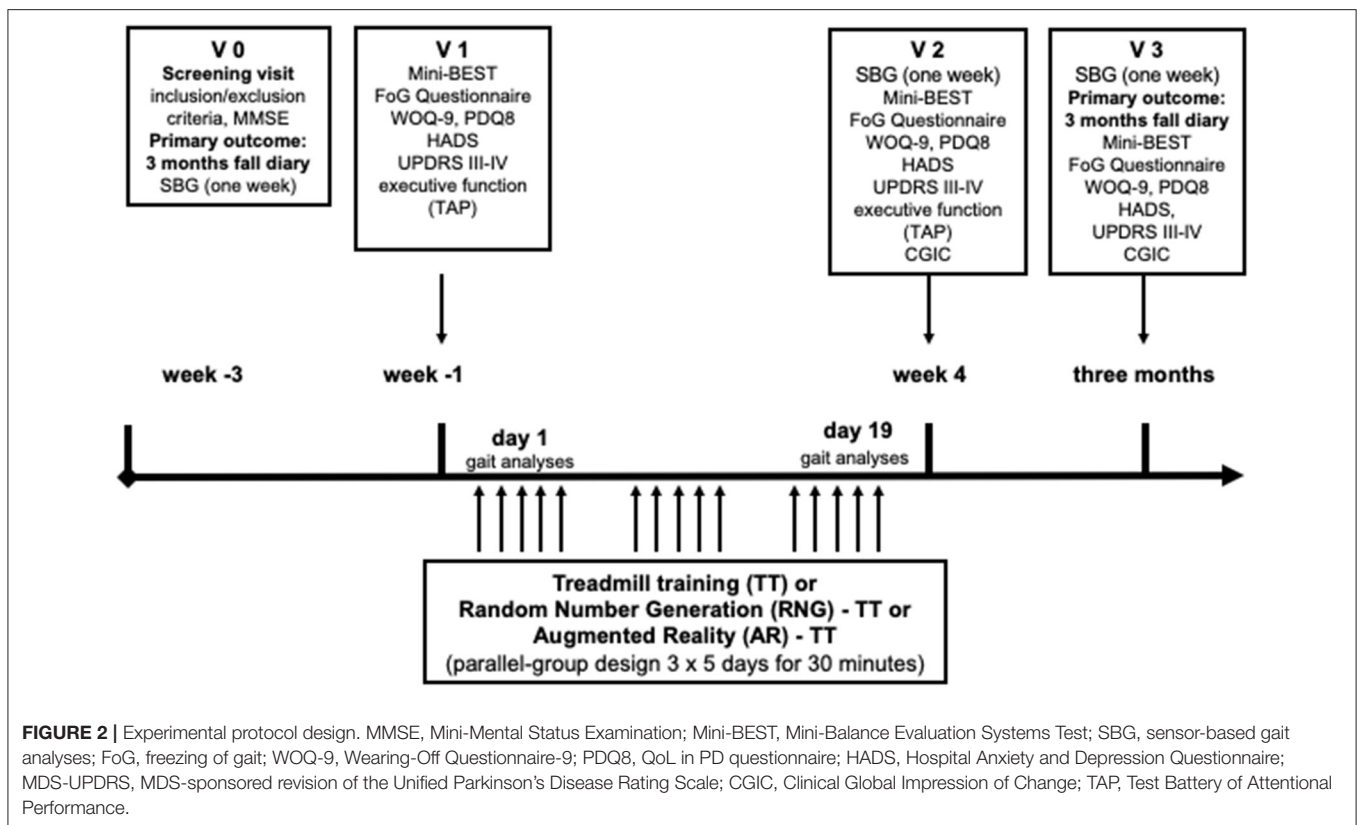 V 0
Screening visit
inclusion/exclusion
criteria, MMSE
Primary outcome:
3 months fall diary
SBG (one week)
V 1
Mini-BEST
FoG Questionnaire
WOQ-9, PDQ8
HADS
UPDRS III-IV
executive function
(TAP)
V 2
SBG (one week)
Mini-BEST
FoG Questionnaire
WOQ-9, PDQ8
HADS
UPDRS III-IV
executive function
(TAP)
CGIC
V 3
SBG (one week)
Primary outcome:
3 months fall diary
Mini-BEST
FoG Questionnaire
WOQ-9, PDQ8
HADS,
UPDRS III-IV
CGIC
week -3
week -1
week 4
three months
day 1
gait analyses
day 19
gait analyses
Treadmill training (TT) or
Random Number Generation (RNG) - TT or
Augmented Reality (AR) - TT
(parallel-group design 3 x 5 days for 30 minutes)
FIGURE 2 | Experimental protocol design. MMSE, Mini-Mental Status Examination; Mini-BEST, Mini-Balance Evaluation Systems Test; SBG, sensor-based gait
analyses; FoG, freezing of gait; WOQ-9, Wearing-Off Questionnaire-9; PDQ8, QoL in PD questionnaire; HADS, Hospital Anxiety and Depression Questionnaire;
MDS-UPDRS, MDS-sponsored revision of the Unified Parkinson's Disease Rating Scale; CGIC, Clinical Global Impression of Change; TAP, Test Battery of Attentional
Performance.